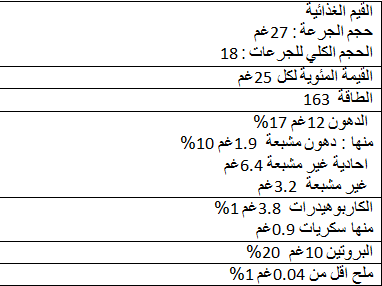 القيم الغذائية
حجم الجرعة : 27غم
الحجم الكلي للجرعات : 18
القيمة المئوية لكل 25غم
الطاقة 163
الدهون 12غم 17%
منها : دهون مشبعة 1.9غم 10%
احادية غير مشبعة 6.4غم
غير مشبعة 3.2غم
الكاربوهيدرات 3.8غم 1%
منها سكريات 0.9غم
البروتين 10غم 20%
ملح اقل من 0.04غم 1%